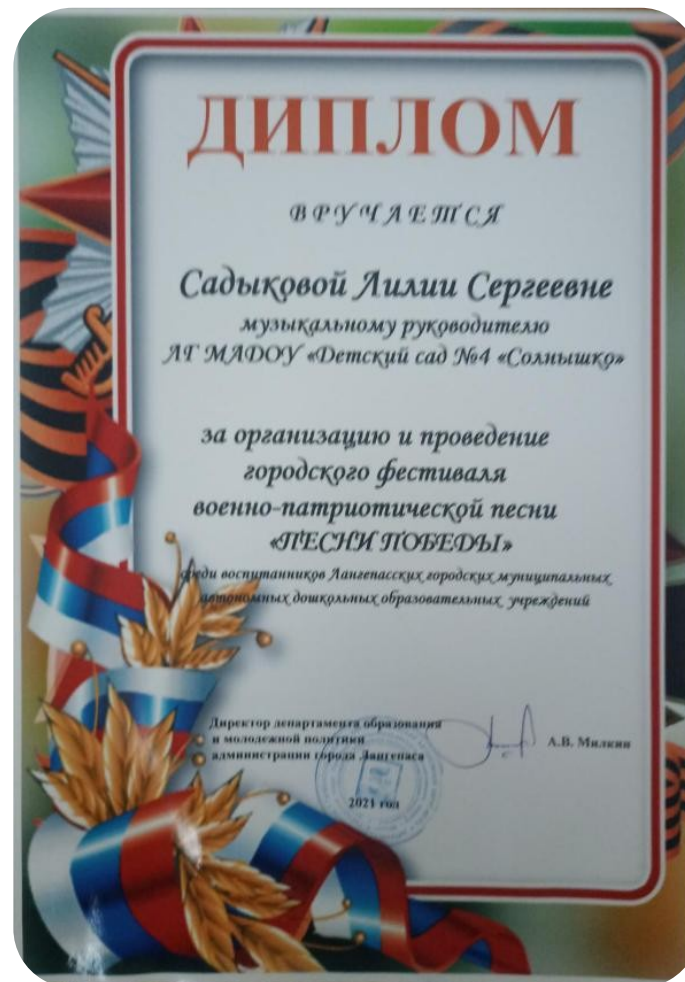 ДИПЛОМ
ВРУЧАЕТСЯ
Садыковой Лилии Сергеевне
музыкальному руководителю
ЛГ МАДОУ «Детский сад №4 «Солнышко»
за организацию и проведение
городского фестиваля
военно-патриотической песни
«ПЕСНИ ПОБЕДЫ»
среди воспитанников Лангепасских городских муниципальных
автономных дошкольных образовательных учреждений
Директор департамента образования
и молодежной политики
администрации города Лангепаса
А.В. Милкин
2021 год